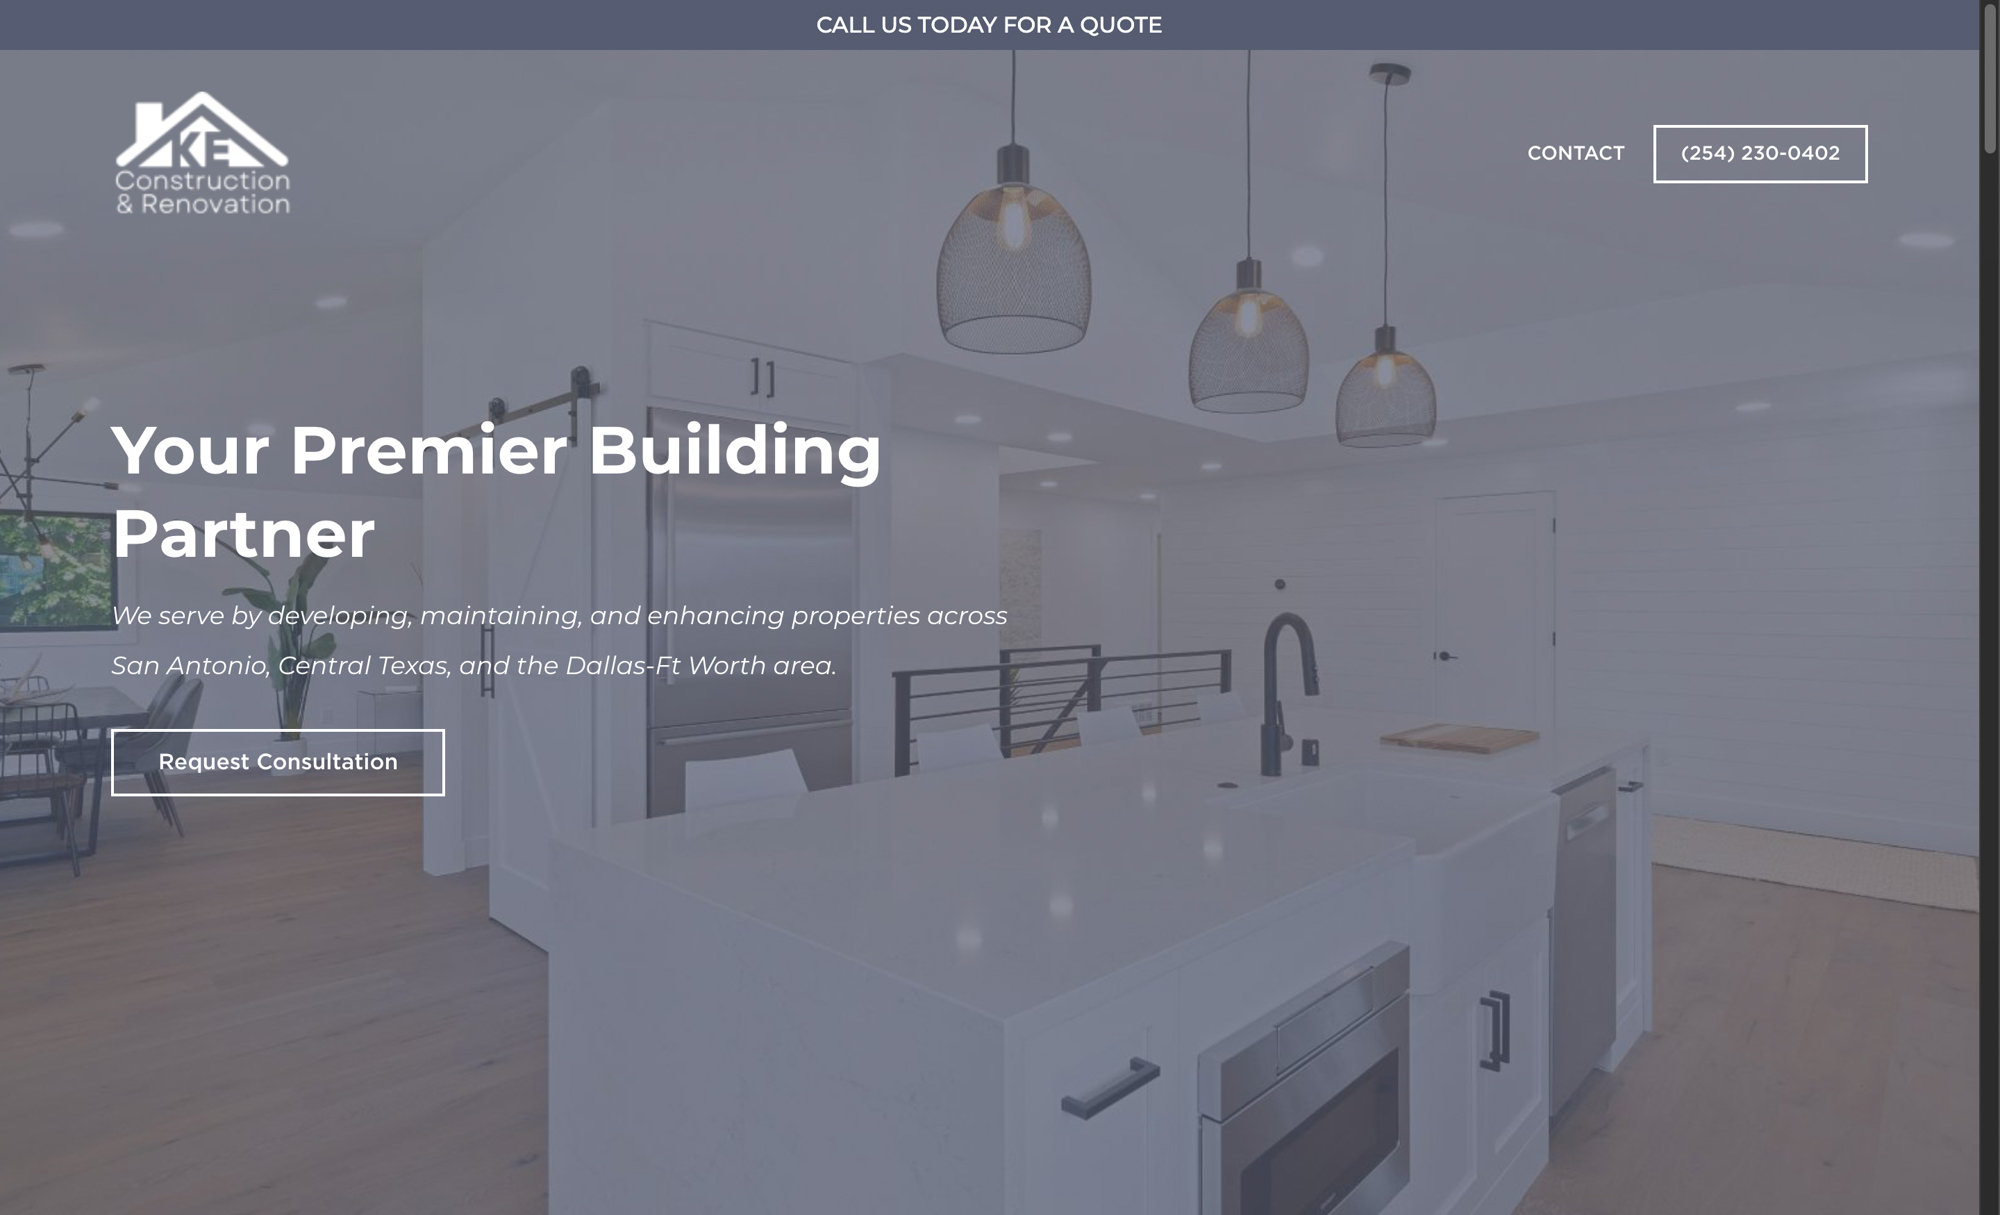 CALL US TODAY FOR A QUOTE
KTE
Construction
& Renovation
CONTACT
(254) 230-0402
Your Premier Building
Partner
We serve by developing, maintaining, and enhancing properties across
San Antonio, Central Texas, and the Dallas-Ft Worth area.
Request Consultation